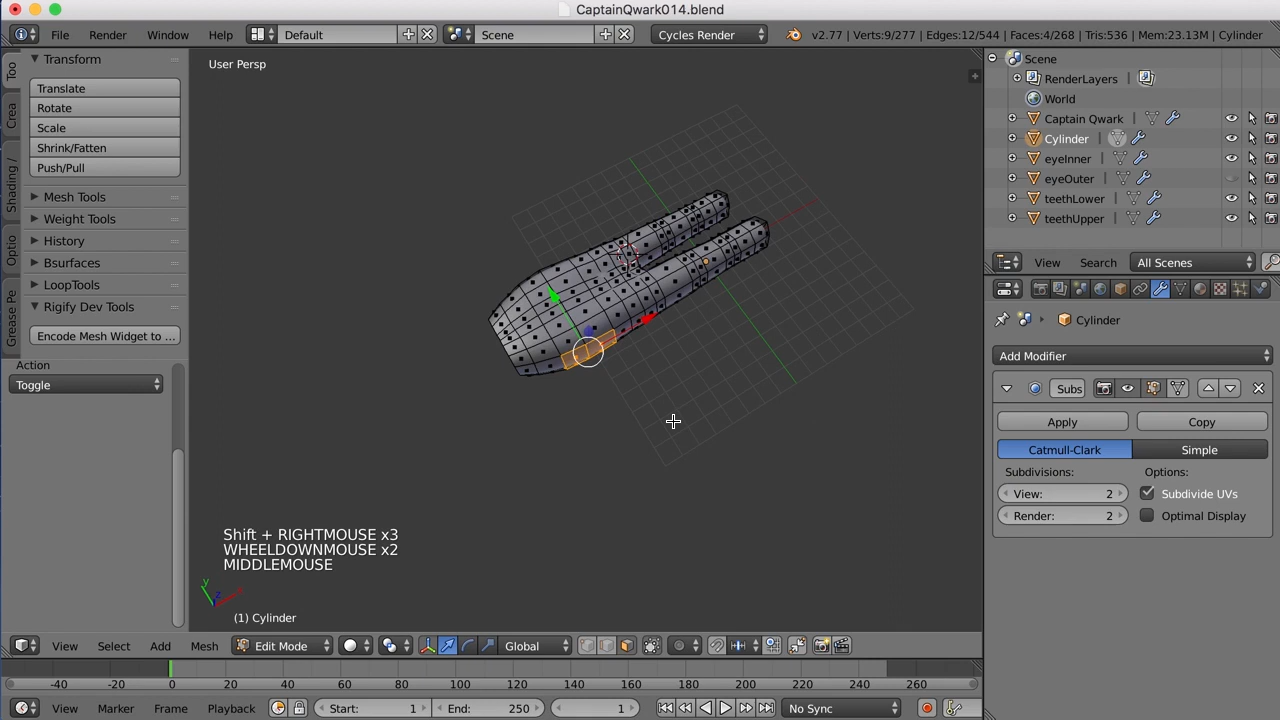 CaptainQwark014.blend
File Render Window Help Default Scene Cycles Render v2.77 | Verts:9/277 | Edges:12/544 | Faces:4/268 | Tris:536 | Mem:23.13M | Cylinder
Too
Crea
Shading /
Optio
Grease Pe
Transform
Translate
Rotate
Scale
Shrink/Fatten
Push/Pull
Mesh Tools
Weight Tools
History
Bsurfaces
LoopTools
Rigify Dev Tools
Encode Mesh Widget to ...
Action
Toggle
User Persp
Shift + RIGHTMOUSE x3
WHEELDOWNMOUSE x2
MIDDLEMOUSE
y
z
(1) Cylinder
View Select Add Mesh Edit Mode Global
Scene
RenderLayers
World
Captain Qwark
Cylinder
eyeInner
eyeOuter
teethLower
teethUpper
View Search All Scenes
Cylinder
Add Modifier
Subs
Apply Copy
Catmull-Clark Simple
Subdivisions: Options:
View: 2 Subdivide UVs
Render: 2 Optimal Display
-40 -20 0 20 40 60 80 100 120 140 160 180 200 220 240 260
View Marker Frame Playback Start: 1 End: 250 1 No Sync